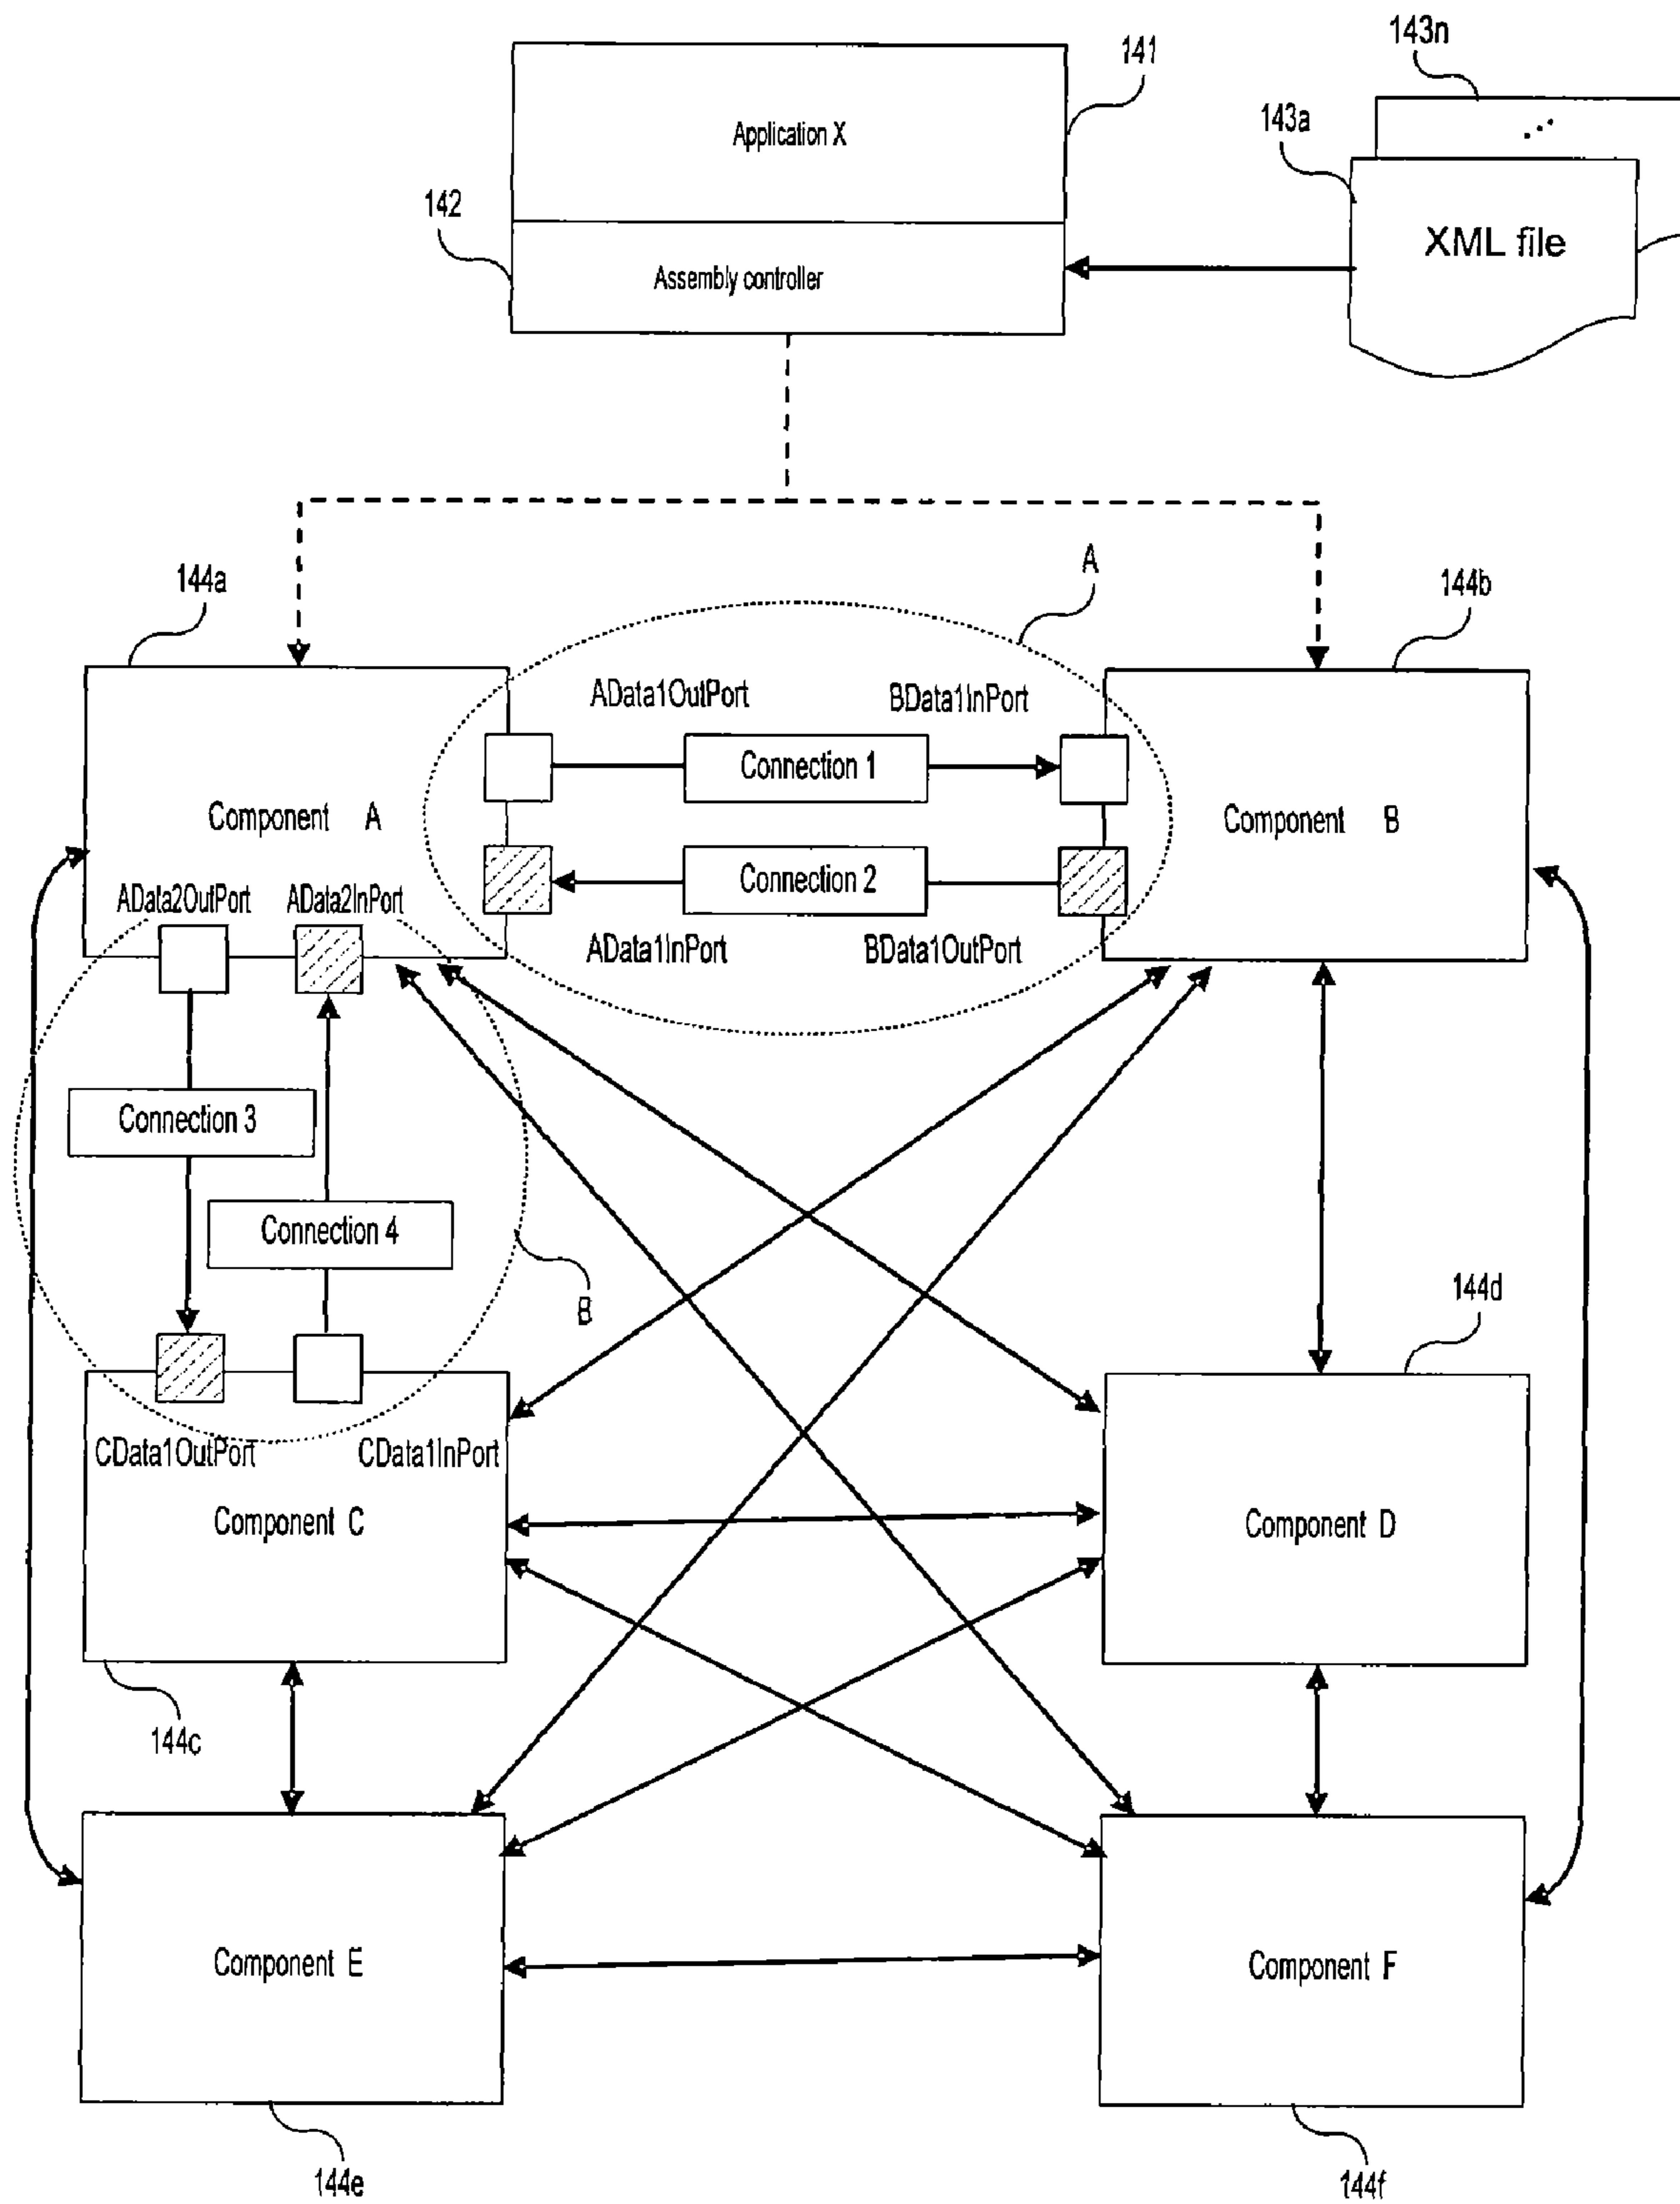 143n
141
143a
...
Application X
142
XML file
Assembly controller
A
144a
144b
AData1OutPort
BData1InPort
Connection 1
Component A
Component B
Connection 2
AData2OutPort
AData2InPort
AData1InPort
BData1OutPort
Connection 3
Connection 4
B
144d
CData1OutPort
CData1InPort
Component C
Component D
144c
Component E
Component F
144e
144f